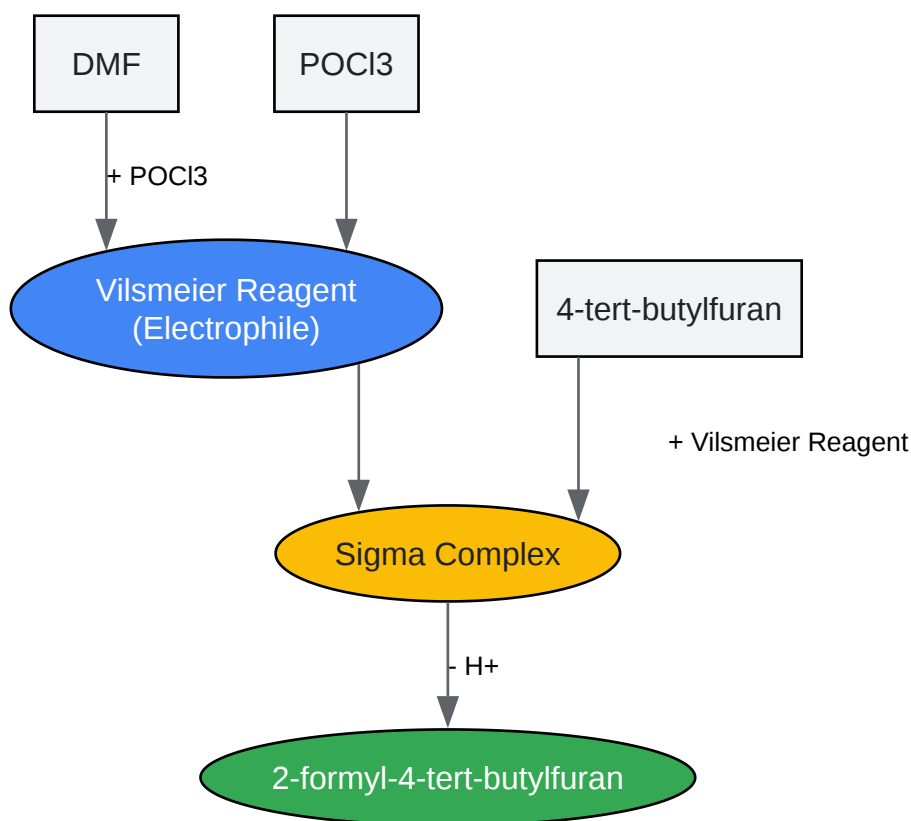 DMF
POCl3
+ POCl3
Vilsmeier Reagent
(Electrophile)
4-tert-butylfuran
+ Vilsmeier Reagent
Sigma Complex
- H+
2-formyl-4-tert-butylfuran